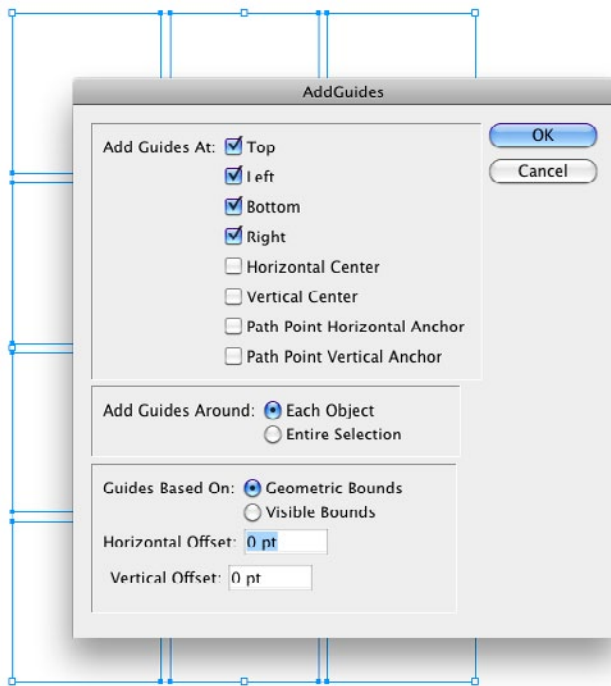 AddGuides
Add Guides At: Top
Left
Bottom
Right
Horizontal Center
Vertical Center
Path Point Horizontal Anchor
Path Point Vertical Anchor
OK
Cancel
Add Guides Around: Each Object
Entire Selection
Guides Based On: Geometric Bounds
Visible Bounds
Horizontal Offset: 0 pt
Vertical Offset: 0 pt